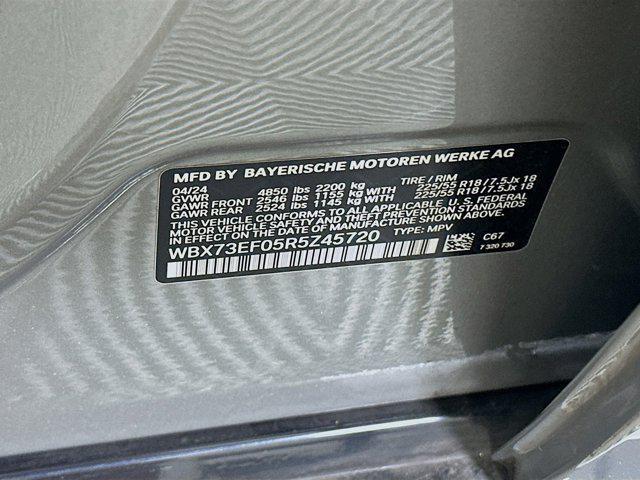 MFD BY BAYERISCHE MOTOREN WERKE AG
04/24 4850 lbs 2200 kg TIRE / RIM
GVWR
GAWR FRONT 2546 lbs 1155 kg WITH 225/55 R18 / 7.5Jx 18
GAWR REAR 2524 lbs 1145 kg WITH 225/55 R18 / 7.5Jx 18
THIS VEHICLE CONFORMS TO ALL APPLICABLE U.S. FEDERAL
MOTOR VEHICLE SAFETY AND THEFT PREVENTION STANDARDS
IN EFFECT ON THE DATE OF MANUFACTURE SHOWN ABOVE.
WBX73EF05R5Z45720 TYPE: MPV
C67
7 320 730